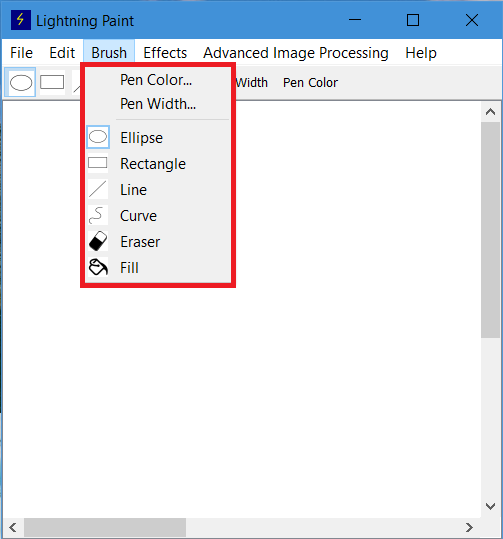 Lightning Paint
File Edit Brush Effects Advanced Image Processing Help
Width Pen Color
Pen Color...
Pen Width...
Ellipse
Rectangle
Line
Curve
Eraser
Fill